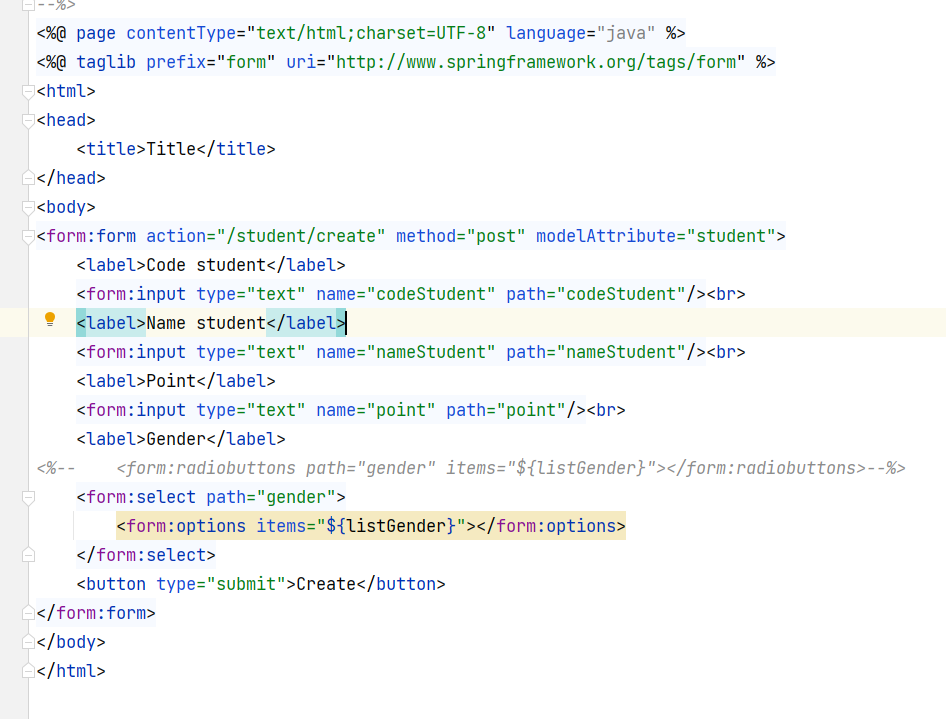 --%>
<%@ page contentType="text/html;charset=UTF-8" language="java" %>
<%@ taglib prefix="form" uri="http://www.springframework.org/tags/form" %>
<html>
<head>
    <title>Title</title>
</head>
<body>
<form:form action="/student/create" method="post" modelAttribute="student">
    <label>Code student</label>
    <form:input type="text" name="codeStudent" path="codeStudent"/><br>
    <label>Name student</label>
    <form:input type="text" name="nameStudent" path="nameStudent"/><br>
    <label>Point</label>
    <form:input type="text" name="point" path="point"/><br>
    <label>Gender</label>
<%--    <form:radiobuttons path="gender" items="${listGender}"></form:radiobuttons>--%>
    <form:select path="gender">
        <form:options items="${listGender}"></form:options>
    </form:select>
    <button type="submit">Create</button>
</form:form>
</body>
</html>